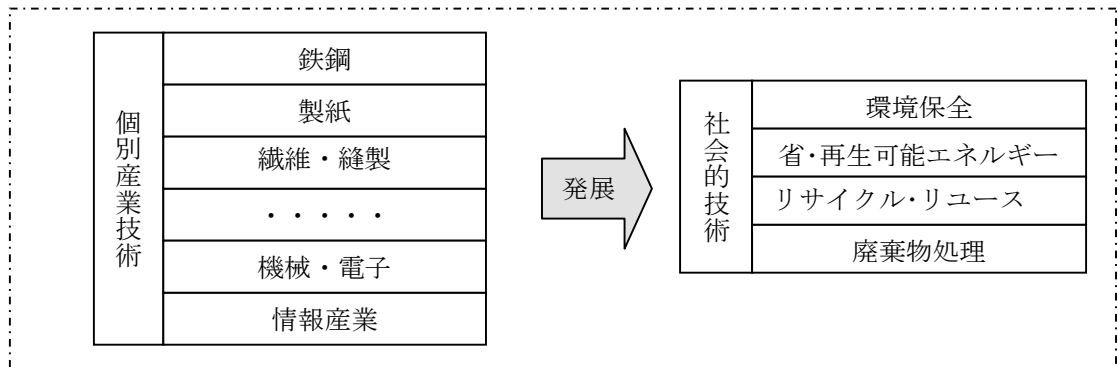 個別産業技術
鉄鋼
製紙
繊維・縫製
・・・・・
機械・電子
情報産業
発展
社会的技術
環境保全
省・再生可能エネルギー
リサイクル・リユース
廃棄物処理